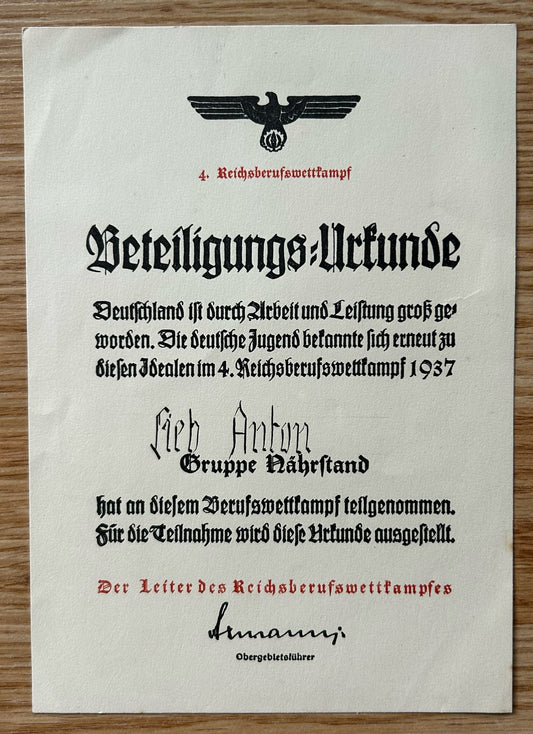 4. Reichsberufswettkampf
Beteiligungs-Urkunde
Deutschland ist durch Arbeit und Leistung groß ge-
worden. Die deutsche Jugend bekannte sich erneut zu
diesen Idealen im 4. Reichsberufswettkampf 1937
Lieb Anton
Gruppe Nährstand
hat an diesem Berufswettkampf teilgenommen.
Für die Teilnahme wird diese Urkunde ausgestellt.
Der Leiter des Reichsberufswettkampfes
Obergebietsführer